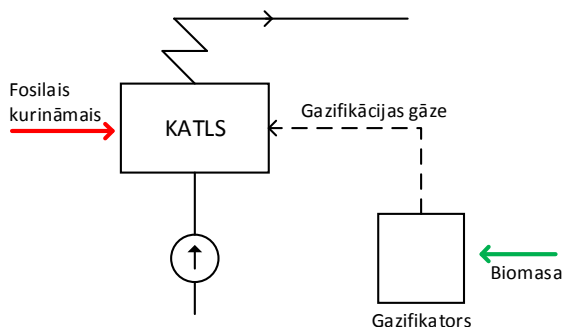 Fosilais
kurināmais
KATLS
Gazifikācijas gāze
Biomasa
Gazifikators